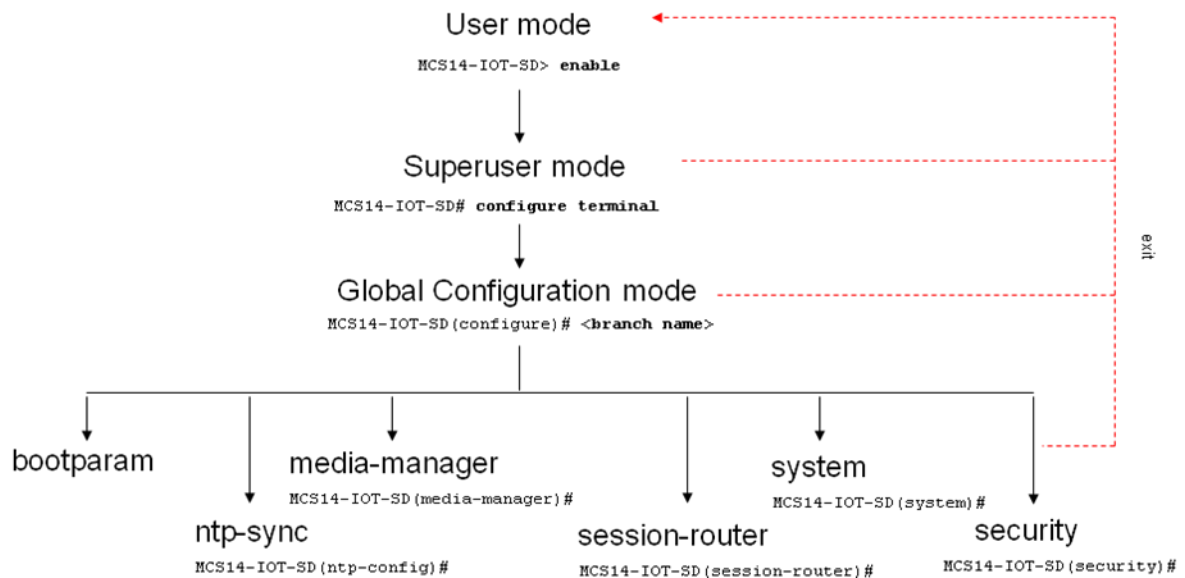 User mode
MCS14-IOT-SD> enable
Superuser mode
MCS14-IOT-SD# configure terminal
exit
Global Configuration mode
MCS14-IOT-SD(configure)# <branch name>
bootparam
media-manager
MCS14-IOT-SD(media-manager)#
system
MCS14-IOT-SD(system)#
ntp-sync
MCS14-IOT-SD(ntp-config)#
session-router
MCS14-IOT-SD(session-router)#
security
MCS14-IOT-SD(security)#